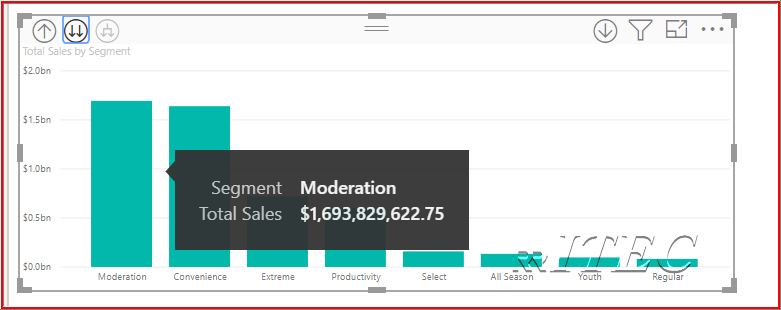 Total Sales by Segment
$2.0bn
$1.5bn
$1.0bn
$0.5bn
$0.0bn
Segment Moderation
Total Sales $1,693,829,622.75
ITEC
Moderation Convenience Extreme Productivity Select All Season Youth Regular